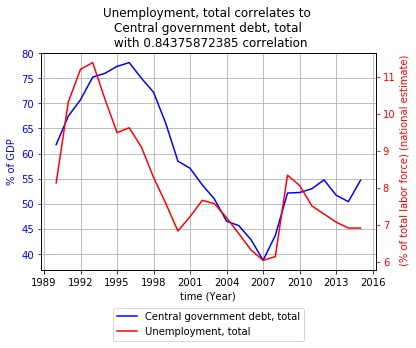 Unemployment, total correlates to
Central government debt, total
with 0.84375872385 correlation
80
75
70
65
60
55
50
45
40
% of GDP
11
10
9
8
7
6
(% of total labor force) (national estimate)
1989 1992 1995 1998 2001 2004 2007 2010 2013 2016
time (Year)
Central government debt, total
Unemployment, total